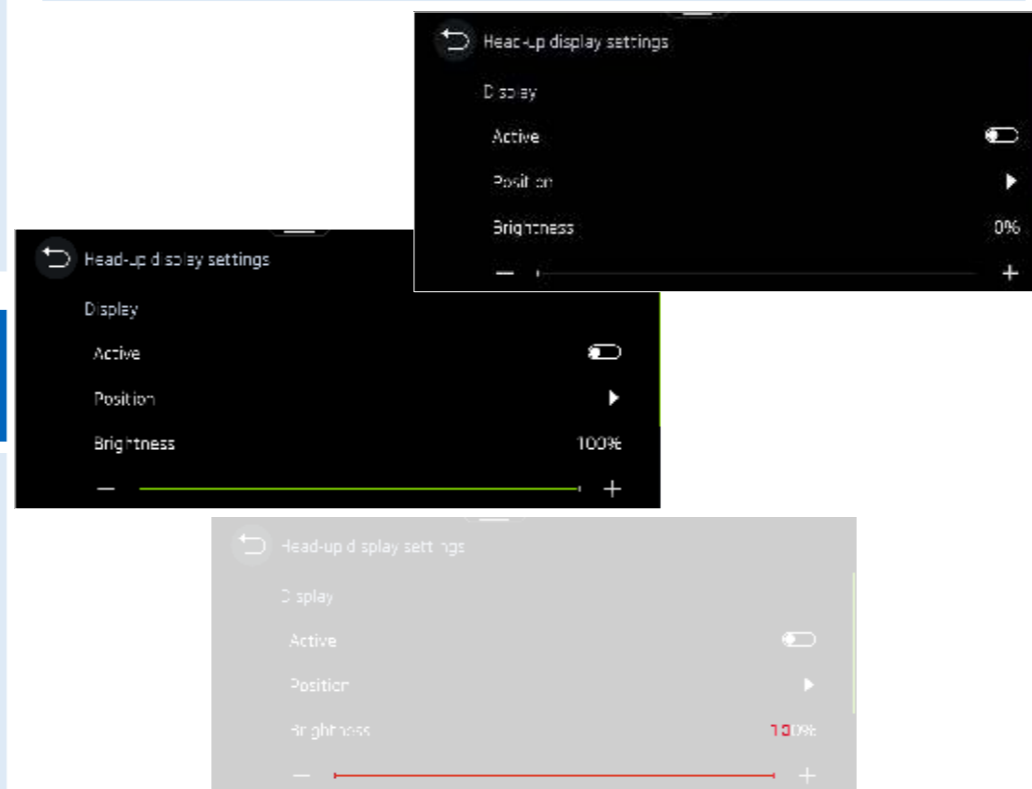 Head-up display settings
Display
Active
Position
Brightness
0%
Head-up display settings
Display
Active
Position
Brightness
100%
Head-up display settings
Display
Active
Position
Brightness
100%